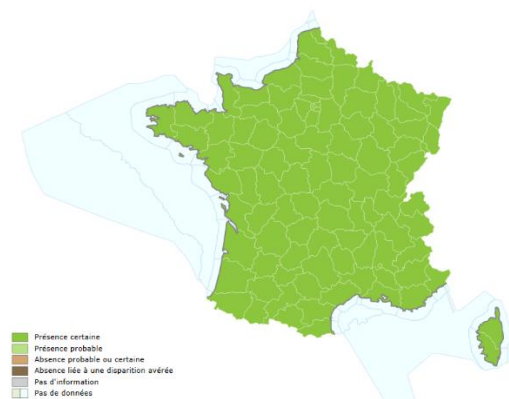 Présence certaine
Présence probable
Absence probable ou certaine
Absence liée à une disparition avérée
Pas d'information
Pas de données